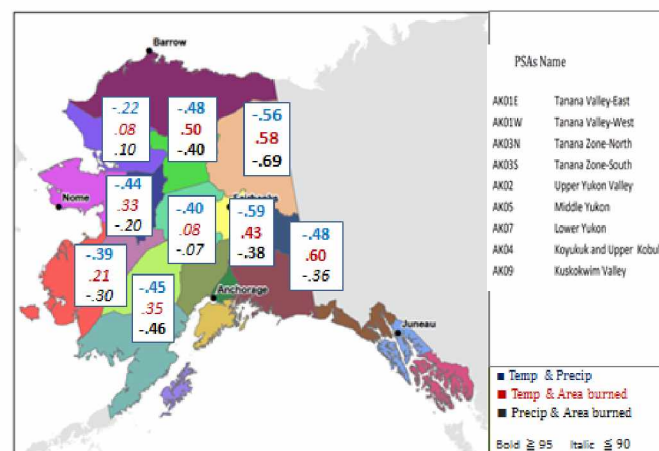 Barrow
PSAs Name
-.22
.08
.10
-.48
.50
-.40
-.56
.58
-.69
AK01E Tanana Valley-East
AK01W Tanana Valley-West
AK03N Tanana Zone-North
AK03S Tanana Zone-South
AK02 Upper Yukon Valley
AK05 Middle Yukon
AK07 Lower Yukon
AK04 Koyukuk and Upper Kobul
AK09 Kuskokwim Valley
Nome
-.44
.33
-.20
-.40
.08
-.07
-.59
.43
-.38
-.48
.60
-.36
-.39
.21
-.30
-.45
.35
-.46
Anchorage
Juneau
Temp & Precip
Temp & Area burned
Precip & Area burned
Bold ≧ 95 Italic ≦ 90